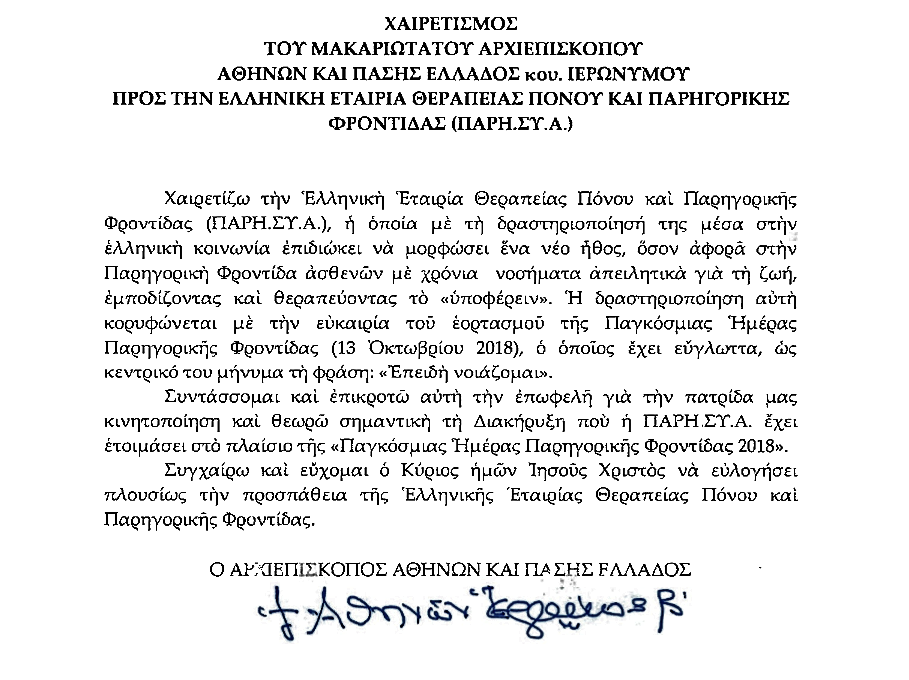 ΧΑΙΡΕΤΙΣΜΟΣ
ΤΟΥ ΜΑΚΑΡΙΩΤΑΤΟΥ ΑΡΧΙΕΠΙΣΚΟΠΟΥ
ΑΘΗΝΩΝ ΚΑΙ ΠΑΣΗΣ ΕΛΛΑΔΟΣ κου. ΙΕΡΩΝΥΜΟΥ
ΠΡΟΣ ΤΗΝ ΕΛΛΗΝΙΚΗ ΕΤΑΙΡΙΑ ΘΕΡΑΠΕΙΑΣ ΠΟΝΟΥ ΚΑΙ ΠΑΡΗΓΟΡΙΚΗΣ
ΦΡΟΝΤΙΔΑΣ (ΠΑΡΗ.ΣΥ.Α.)
Χαιρετίζω τὴν Ἑλληνικὴ Ἑταιρία Θεραπείας Πόνου καὶ Παρηγορικῆς
Φροντίδας (ΠΑΡΗ.ΣΥ.Α.), ἡ ὁποία μὲ τὴ δραστηριοποίησή της μέσα στὴν
ἑλληνικὴ κοινωνία ἐπιδιώκει νὰ μορφώσει ἕνα νέο ἦθος, ὅσον ἀφορᾶ στὴν
Παρηγορικὴ Φροντίδα ἀσθενῶν μὲ χρόνια νοσήματα ἀπειλητικὰ γιὰ τὴ ζωή,
ἐμποδίζοντας καὶ θεραπεύοντας τὸ «ὑποφέρειν». Ἡ δραστηριοποίηση αὐτὴ
κορυφώνεται μὲ τὴν εὐκαιρία τοῦ ἑορτασμοῦ τῆς Παγκόσμιας Ἡμέρας
Παρηγορικῆς Φροντίδας (13 Ὀκτωβρίου 2018), ὁ ὁποῖος ἔχει εὔγλωττα, ὡς
κεντρικό του μήνυμα τὴ φράση: «Ἐπειδὴ νοιάζομαι».
Συντάσσομαι καὶ ἐπικροτῶ αὐτὴ τὴν ἐπωφελῆ γιὰ τὴν πατρίδα μας
κινητοποίηση καὶ θεωρῶ σημαντικὴ τὴ Διακήρυξη ποὺ ἡ ΠΑΡΗ.ΣΥ.Α. ἔχει
ἑτοιμάσει στὸ πλαίσιο τῆς «Παγκόσμιας Ἡμέρας Παρηγορικῆς Φροντίδας 2018».
Συγχαίρω καὶ εὔχομαι ὁ Κύριος ἡμῶν Ἰησοῦς Χριστὸς νὰ εὐλογήσει
πλουσίως τὴν προσπάθεια τῆς Ἑλληνικῆς Ἑταιρίας Θεραπείας Πόνου καὶ
Παρηγορικῆς Φροντίδας.
Ο ΑΡΧΙΕΠΙΣΚΟΠΟΣ ΑΘΗΝΩΝ ΚΑΙ ΠΑΣΗΣ ΕΛΛΑΔΟΣ
† Ἀθηνῶν Ἱερώνυμος β'